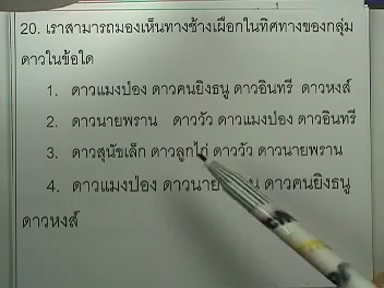 20. เราสามารถมองเห็นทางช้างเผือกในทิศทางของกลุ่ม
ดาวในข้อใด
1. ดาวแมงป่อง ดาวคนยิงธนู ดาวอินทรี ดาวหงส์
2. ดาวนายพราน ดาววัว ดาวแมงป่อง ดาวอินทรี
3. ดาวสุนัขเล็ก ดาวลูกไก่ ดาววัว ดาวนายพราน
4. ดาวแมงป่อง ดาวคนยิงธนู
ดาวหงส์